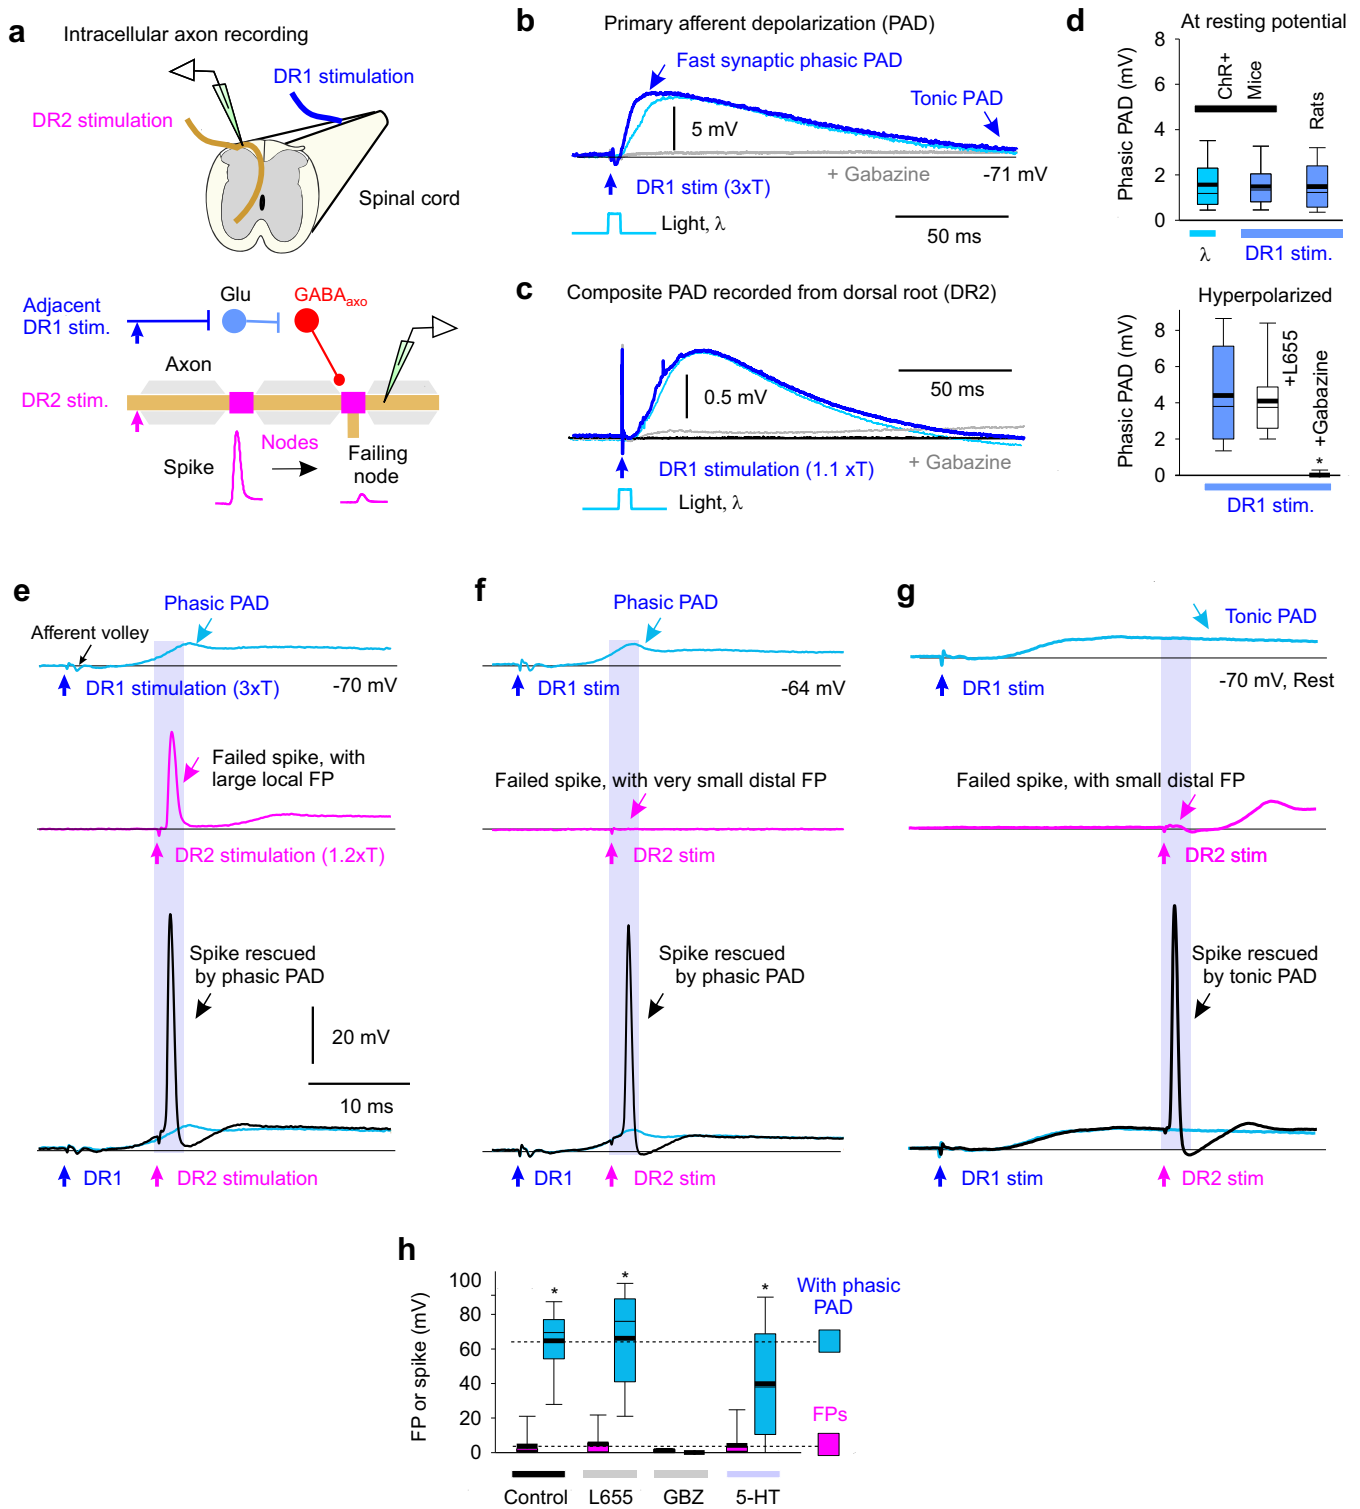 a
Intracellular axon recording
DR1 stimulation
DR2 stimulation
Spinal cord
Adjacent
DR1 stim.
Glu
GABAaxo
Axon
DR2 stim.
Nodes
Spike
Failing
node
b
Primary afferent depolarization (PAD)
Fast synaptic phasic PAD
Tonic PAD
5 mV
+ Gabazine
-71 mV
DR1 stim (3xT)
Light, λ
50 ms
c
Composite PAD recorded from dorsal root (DR2)
50 ms
0.5 mV
+ Gabazine
DR1 stimulation (1.1 xT)
Light, λ
d
At resting potential
Phasic PAD (mV)
8
6
4
2
0
ChR+
Mice
Rats
λ
DR1 stim.
Hyperpolarized
Phasic PAD (mV)
8
6
4
2
0
+L655
+Gabazine
*
DR1 stim.
e
Phasic PAD
Afferent volley
DR1 stimulation (3xT)
-70 mV
Failed spike, with
large local FP
DR2 stimulation (1.2xT)
Spike rescued
by phasic PAD
20 mV
10 ms
DR1
DR2 stimulation
f
Phasic PAD
DR1 stim
-64 mV
Failed spike, with very small distal FP
DR2 stim
Spike rescued
by phasic PAD
DR1
DR2 stim
g
Tonic PAD
DR1 stim
-70 mV, Rest
Failed spike, with small distal FP
DR2 stim
Spike rescued
by tonic PAD
DR1 stim
DR2 stim
h
FP or spike (mV)
100
80
60
40
20
0
*
*
*
With phasic
PAD
FPs
Control
L655
GBZ
5-HT